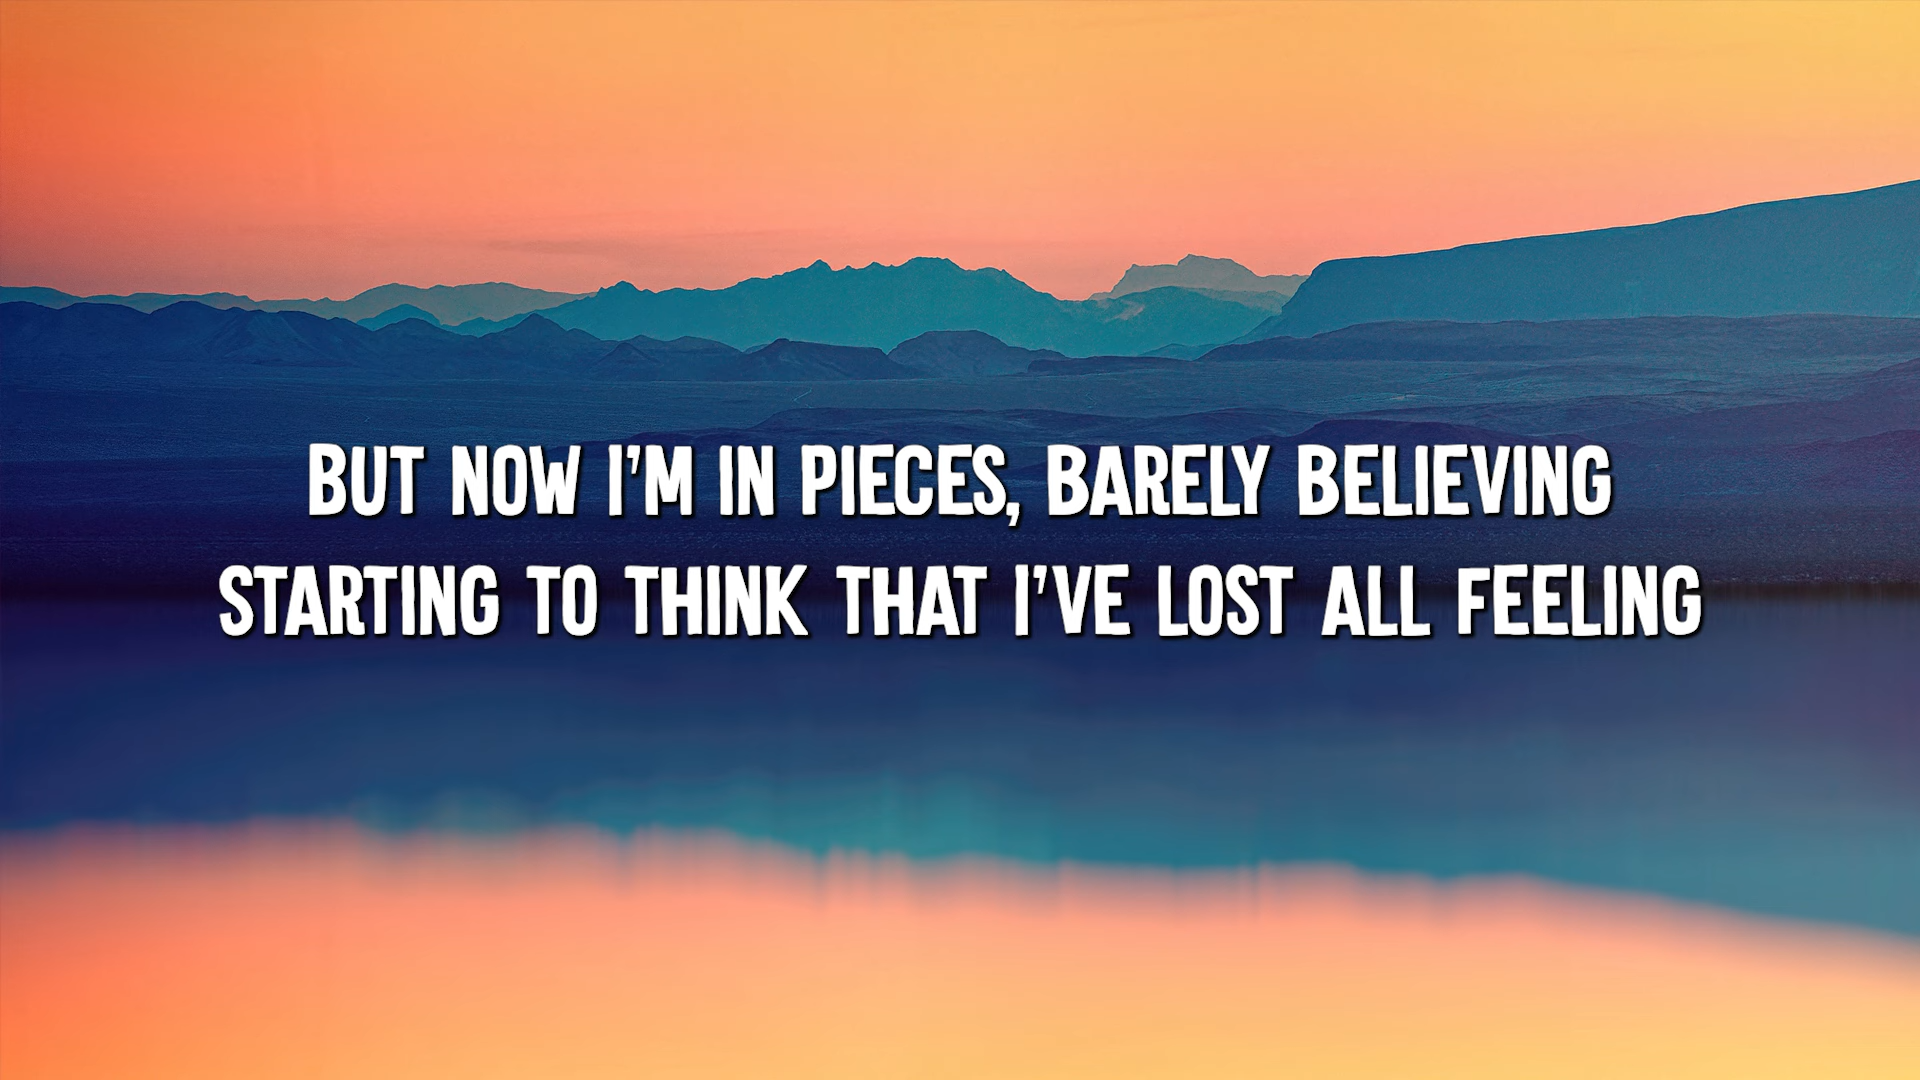 BUT NOW I'M IN PIECES, BARELY BELIEVING
STARTING TO THINK THAT I'VE LOST ALL FEELING